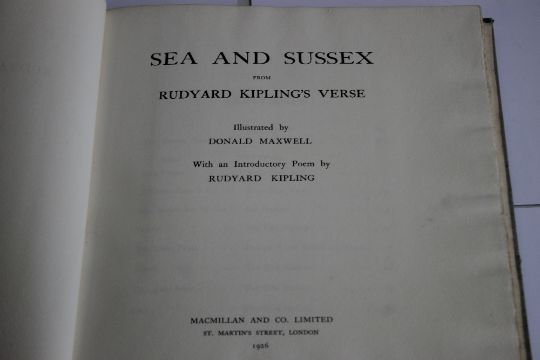 SEA AND SUSSEX
FROM
RUDYARD KIPLING'S VERSE
Illustrated by
DONALD MAXWELL
With an Introductory Poem by
RUDYARD KIPLING
MACMILLAN AND CO. LIMITED
ST. MARTIN'S STREET, LONDON
1926